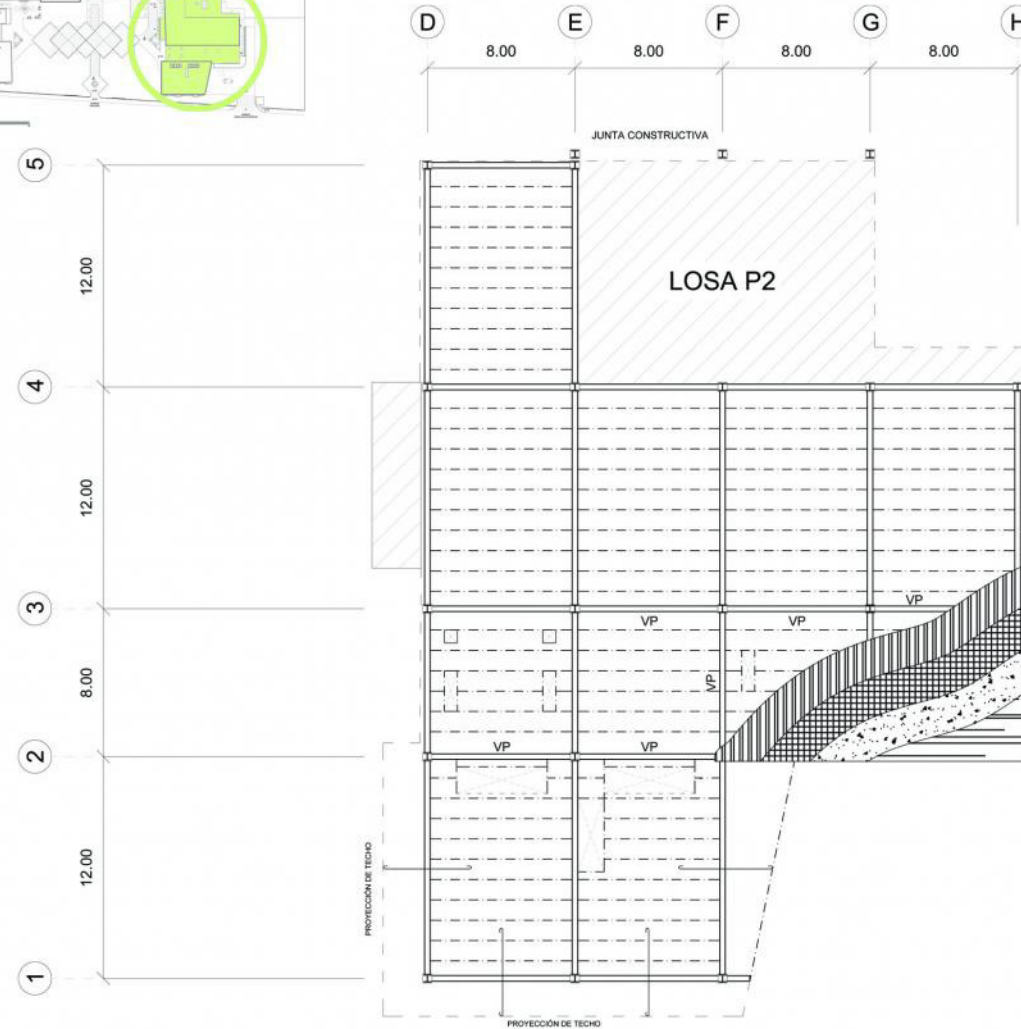 D E F G H
8.00 8.00 8.00 8.00
JUNTA CONSTRUCTIVA
5
12.00
LOSA P2
4
12.00
3
VP
VP VP
8.00
VP
2
VP VP
12.00
PROYECCIÓN DE TECHO
1
PROYECCIÓN DE TECHO